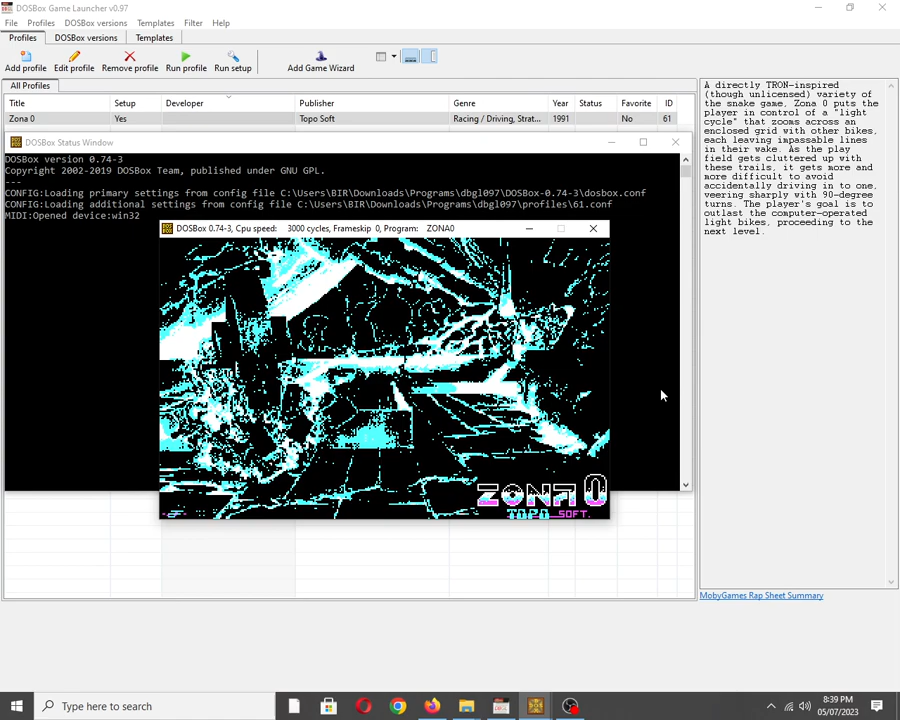 DOSBox Game Launcher v0.97
File Profiles DOSBox versions Templates Filter Help
Profiles DOSBox versions Templates
Add profile Edit profile Remove profile Run profile Run setup Add Game Wizard
All Profiles
Title Setup Developer Publisher Genre Year Status Favorite ID
Zona 0 Yes Topo Soft Racing / Driving, Strat... 1991 No 61
DOSBox Status Window
DOSBox version 0.74-3
Copyright 2002-2019 DOSBox Team, published under GNU GPL.
---
CONFIG:Loading primary settings from config file C:\Users\BIR\Downloads\Programs\dbgl097\DOSBox-0.74-3\dosbox.conf
CONFIG:Loading additional settings from config file C:\Users\BIR\Downloads\Programs\dbgl097\profiles\61.conf
MIDI:Opened device:win32
DOSBox 0.74-3, Cpu speed: 3000 cycles, Frameskip 0, Program: ZONA0
ZONA 0
TOPO SOFT.
A directly TRON-inspired
(though unlicensed) variety of
the snake game, Zona 0 puts the
player in control of a "light
cycle" that zooms across an
enclosed grid with other bikes,
each leaving impassable lines
in their wake. As the play
field gets cluttered up with
these trails, it gets more and
more difficult to avoid
accidentally driving in to one,
veering sharply with 90-degree
turns. The player's goal is to
outlast the computer-operated
light bikes, proceeding to the
next level.
MobyGames Rap Sheet Summary
Type here to search
8:39 PM
05/07/2023